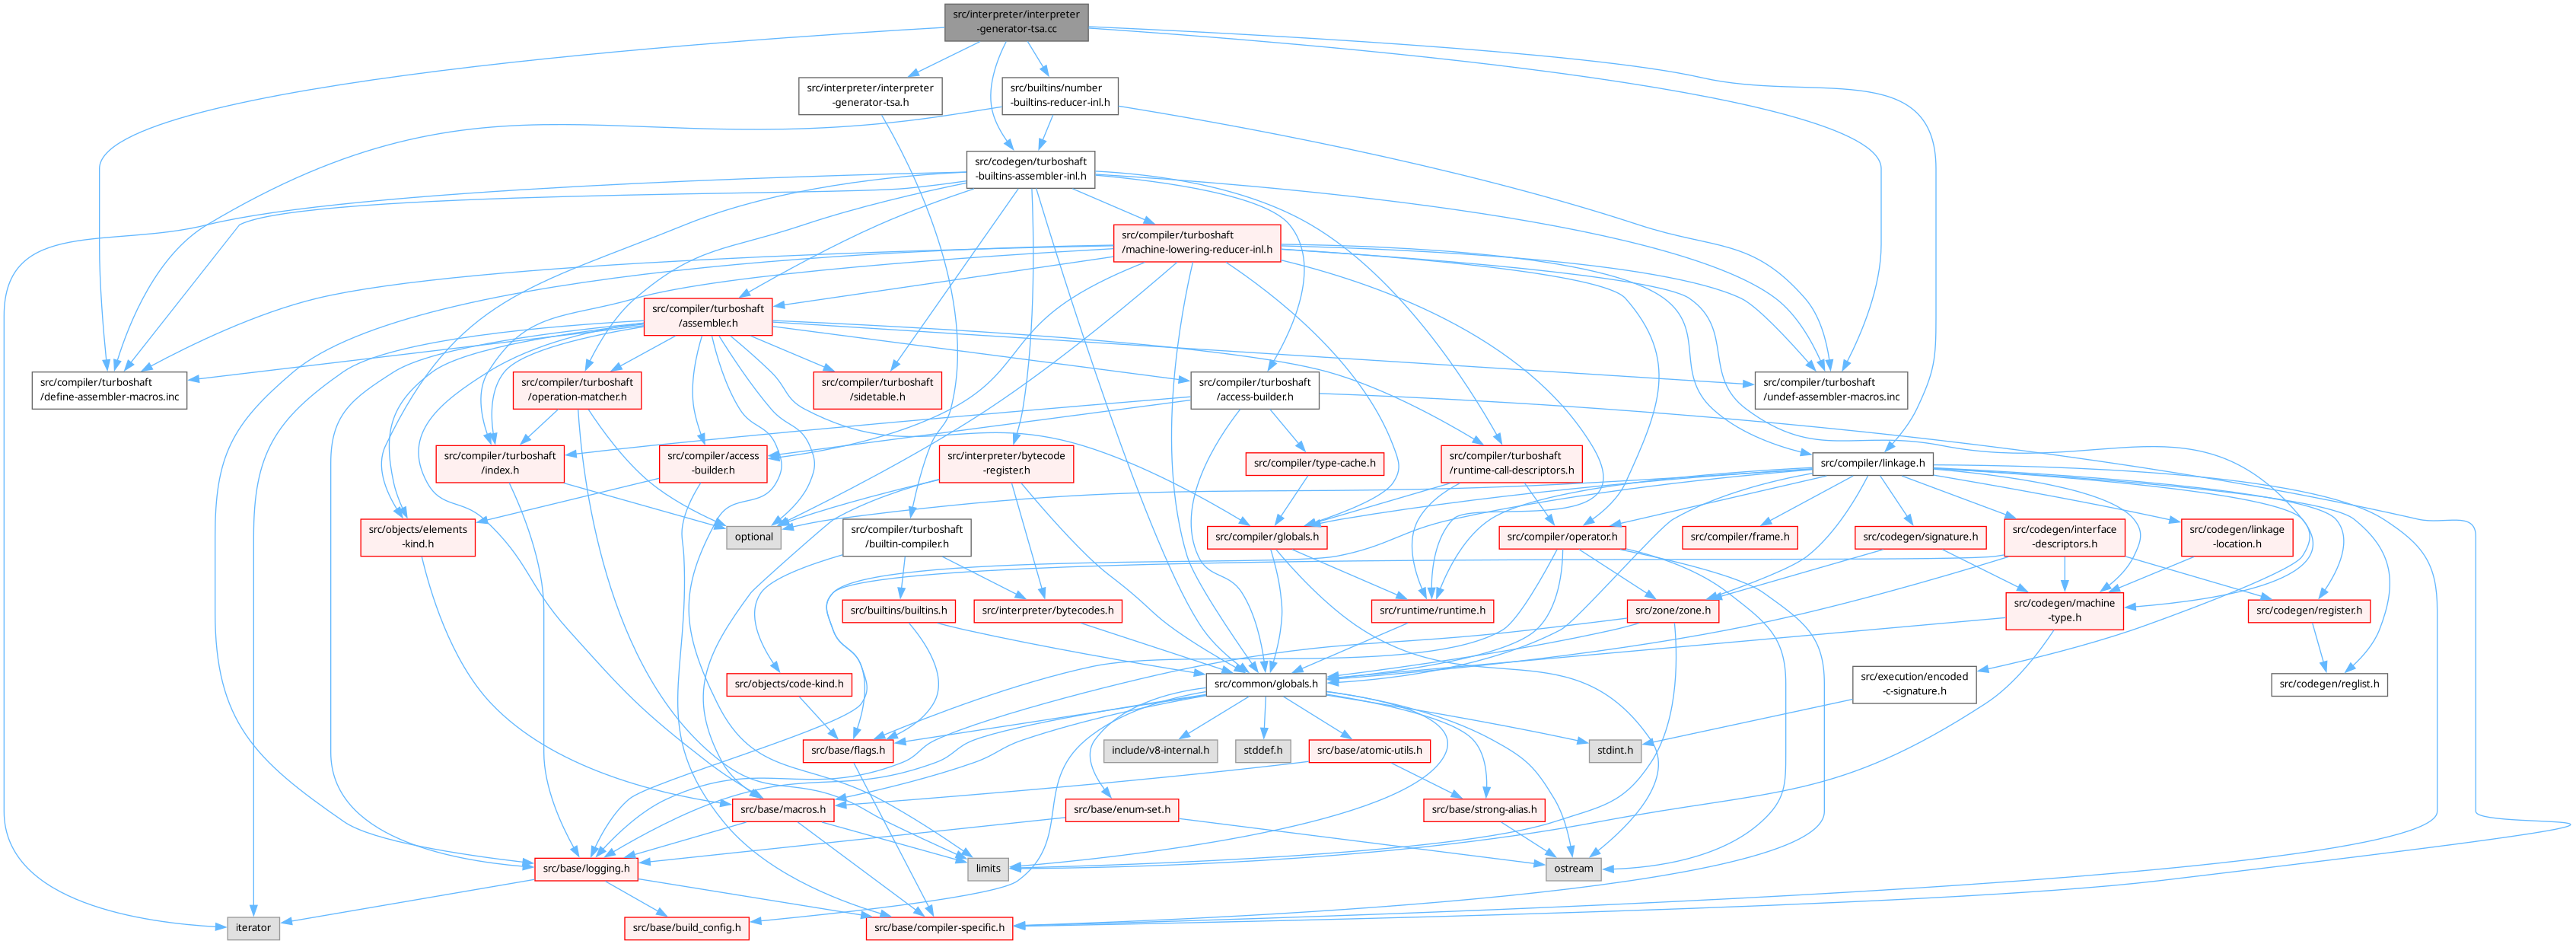 src/interpreter/interpreter
-generator-tsa.cc
src/interpreter/interpreter
-generator-tsa.h
src/builtins/number
-builtins-reducer-inl.h
src/codegen/turboshaft
-builtins-assembler-inl.h
src/compiler/turboshaft
/machine-lowering-reducer-inl.h
src/compiler/turboshaft
/assembler.h
src/compiler/turboshaft
/define-assembler-macros.inc
src/compiler/turboshaft
/operation-matcher.h
src/compiler/turboshaft
/sidetable.h
src/compiler/turboshaft
/access-builder.h
src/compiler/turboshaft
/undef-assembler-macros.inc
src/compiler/turboshaft
/index.h
src/compiler/access
-builder.h
src/interpreter/bytecode
-register.h
src/compiler/type-cache.h
src/compiler/turboshaft
/runtime-call-descriptors.h
src/compiler/linkage.h
src/objects/elements
-kind.h
optional
src/compiler/turboshaft
/builtin-compiler.h
src/compiler/globals.h
src/compiler/operator.h
src/compiler/frame.h
src/codegen/signature.h
src/codegen/interface
-descriptors.h
src/codegen/linkage
-location.h
src/builtins/builtins.h
src/interpreter/bytecodes.h
src/runtime/runtime.h
src/zone/zone.h
src/codegen/machine
-type.h
src/codegen/register.h
src/objects/code-kind.h
src/common/globals.h
src/execution/encoded
-c-signature.h
src/codegen/reglist.h
src/base/flags.h
include/v8-internal.h
stddef.h
src/base/atomic-utils.h
stdint.h
src/base/macros.h
src/base/enum-set.h
src/base/strong-alias.h
src/base/logging.h
limits
ostream
iterator
src/base/build_config.h
src/base/compiler-specific.h